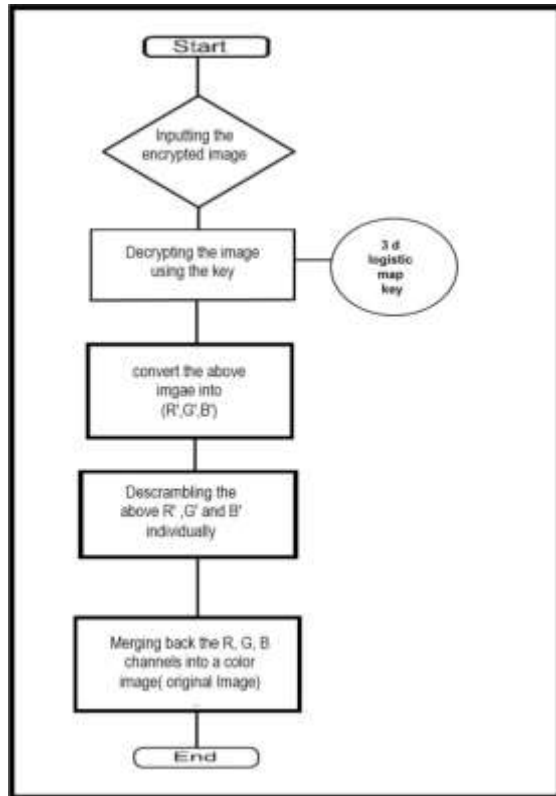 Start
Inputting the
encrypted image
Decrypting the image
using the key
3 d
logistic
map
key
convert the above
imgae into
(R',G',B')
Descrambling the
above R' ,G' and B'
individually
Merging back the R, G, B
channels into a color
image( original Image)
End